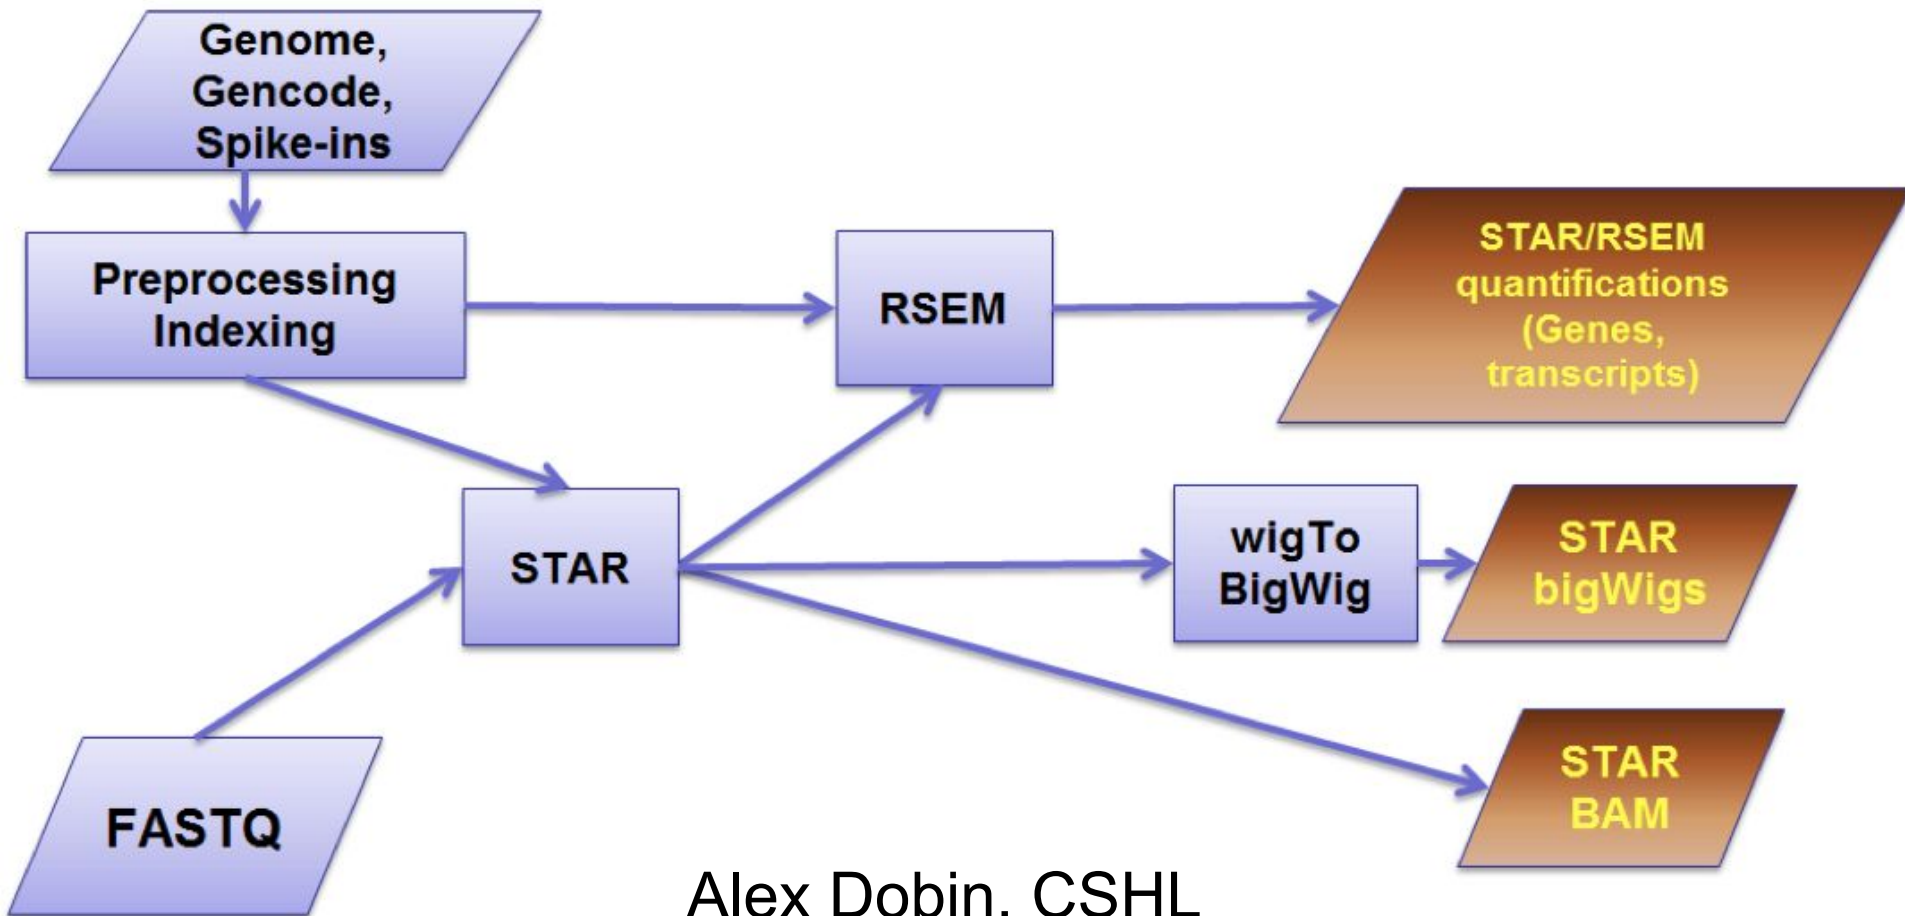 Genome,
Gencode,
Spike-ins
Preprocessing
Indexing
RSEM
STAR/RSEM
quantifications
(Genes,
transcripts)
STAR
wigTo
BigWig
STAR
bigWigs
STAR
BAM
FASTQ
Alex Dobin, CSHL